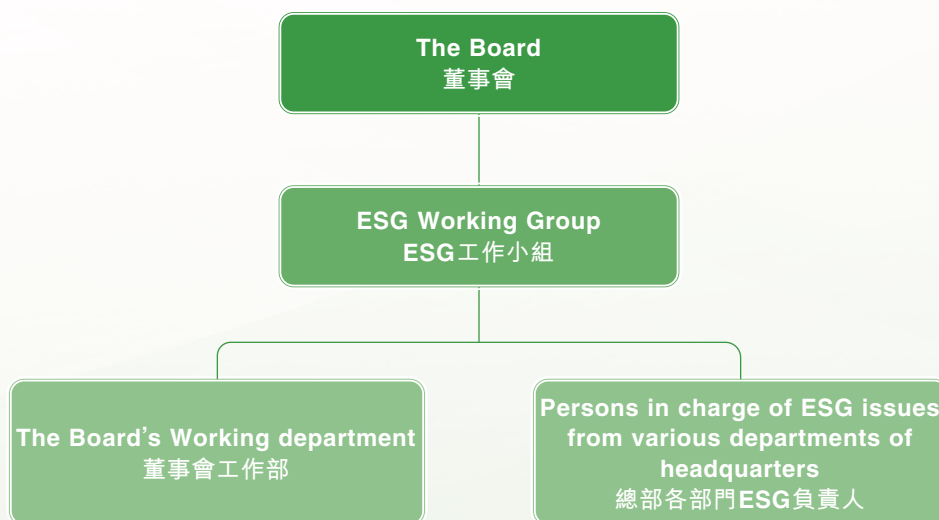 The Board
董事會
ESG Working Group
ESG工作小組
The Board’s Working department
董事會工作部
Persons in charge of ESG issues
from various departments of
headquarters
總部各部門ESG負責人